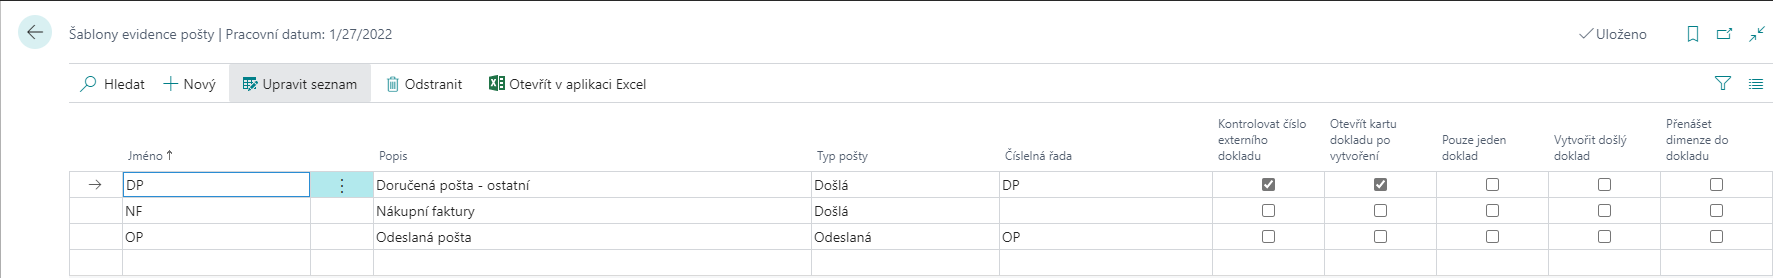 Šablony evidence pošty | Pracovní datum: 1/27/2022
Uloženo
Hledat Nový Upravit seznam Odstranit Otevřít v aplikaci Excel
Jméno ↑ Popis Typ pošty Číselná řada Kontrolovat číslo externího dokladu Otevřít kartu dokladu po vytvoření Pouze jeden doklad Vytvořit došlý doklad Přenášet dimenze do dokladu
DP Doručená pošta - ostatní Došlá DP
NF Nákupní faktury Došlá
OP Odeslaná pošta Odeslaná OP